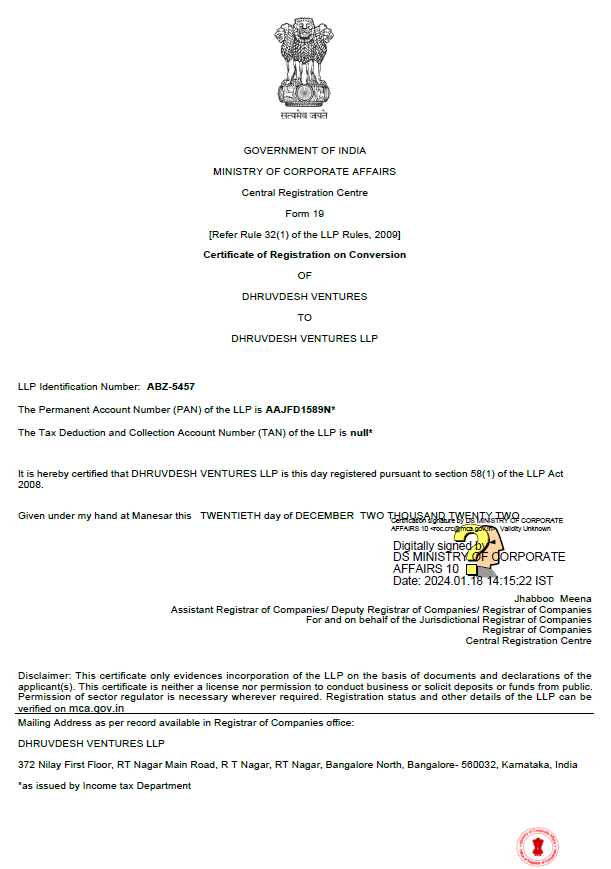 सत्यमेव जयते
GOVERNMENT OF INDIA
MINISTRY OF CORPORATE AFFAIRS
Central Registration Centre
Form 19
[Refer Rule 32(1) of the LLP Rules, 2009]
Certificate of Registration on Conversion
OF
DHRUVDESH VENTURES
TO
DHRUVDESH VENTURES LLP
LLP Identification Number: ABZ-5457
The Permanent Account Number (PAN) of the LLP is AAJFD1589N*
The Tax Deduction and Collection Account Number (TAN) of the LLP is null*
It is hereby certified that DHRUVDESH VENTURES LLP is this day registered pursuant to section 58(1) of the LLP Act
2008.
Given under my hand at Manesar this TWENTIETH day of DECEMBER TWO THOUSAND TWENTY TWO
Certification signature by DS MINISTRY OF CORPORATE
AFFAIRS 10 <roc.crc@mca.gov.in> Validity Unknown
Digitally signed by
DS MINISTRY OF CORPORATE
AFFAIRS 10
Date: 2024.01.18 14:15:22 IST
Jhabboo Meena
Assistant Registrar of Companies/ Deputy Registrar of Companies/ Registrar of Companies
For and on behalf of the Jurisdictional Registrar of Companies
Registrar of Companies
Central Registration Centre
Disclaimer: This certificate only evidences incorporation of the LLP on the basis of documents and declarations of the
applicant(s). This certificate is neither a license nor permission to conduct business or solicit deposits or funds from public.
Permission of sector regulator is necessary wherever required. Registration status and other details of the LLP can be
verified on mca.gov.in
Mailing Address as per record available in Registrar of Companies office:
DHRUVDESH VENTURES LLP
372 Nilay First Floor, RT Nagar Main Road, R T Nagar, RT Nagar, Bangalore North, Bangalore- 560032, Karnataka, India
*as issued by Income tax Department